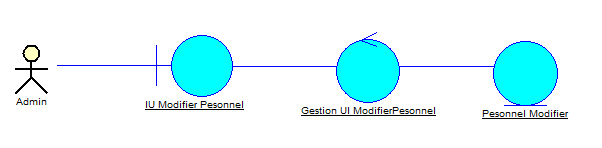 Admin
IU Modifier Pesonnel
Gestion UI ModifierPesonnel
Pesonnel Modifier